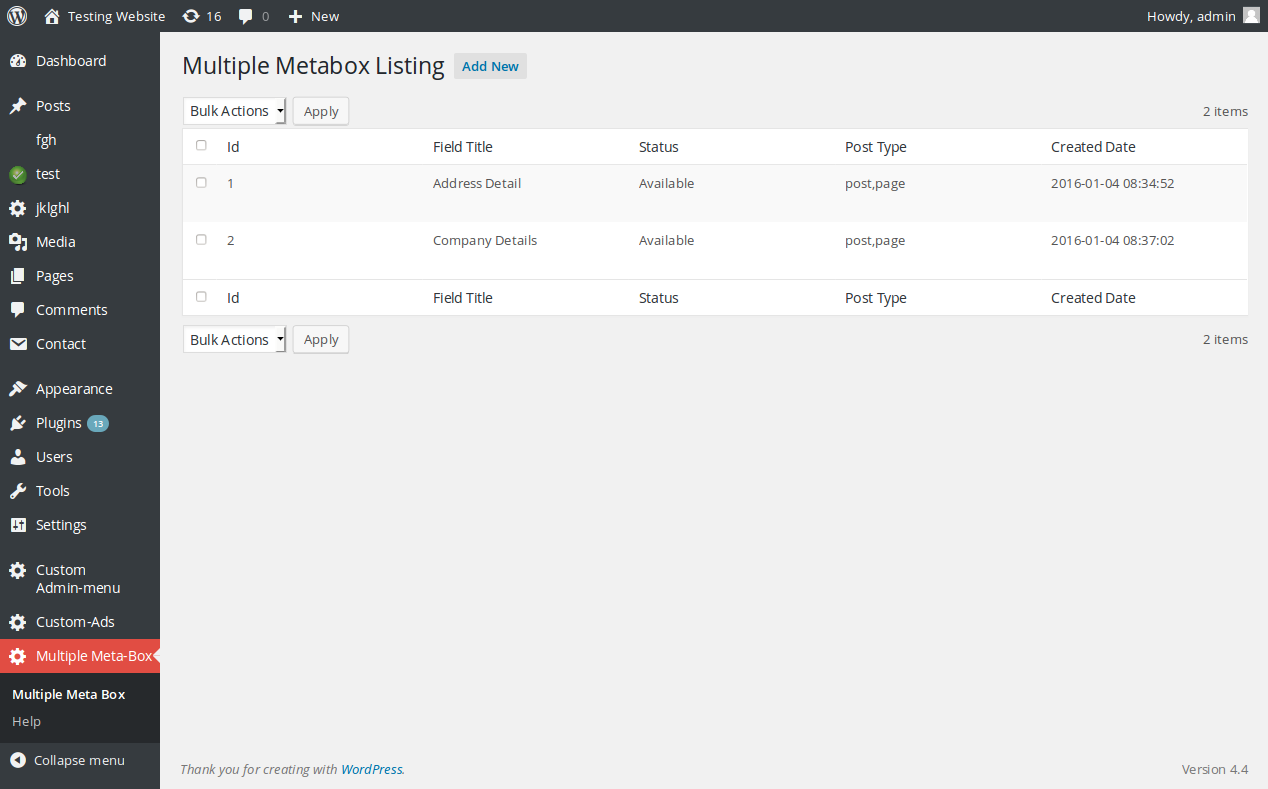 Testing Website 16 0 New Howdy, admin
Dashboard
Posts
fgh
test
jklghl
Media
Pages
Comments
Contact
Appearance
Plugins 13
Users
Tools
Settings
Custom
Admin-menu
Custom-Ads
Multiple Meta-Box
Multiple Meta Box
Help
Collapse menu
Multiple Metabox Listing Add New
Bulk Actions Apply 2 items
Id Field Title Status Post Type Created Date
1 Address Detail Available post,page 2016-01-04 08:34:52
2 Company Details Available post,page 2016-01-04 08:37:02
Id Field Title Status Post Type Created Date
Bulk Actions Apply 2 items
Thank you for creating with WordPress. Version 4.4